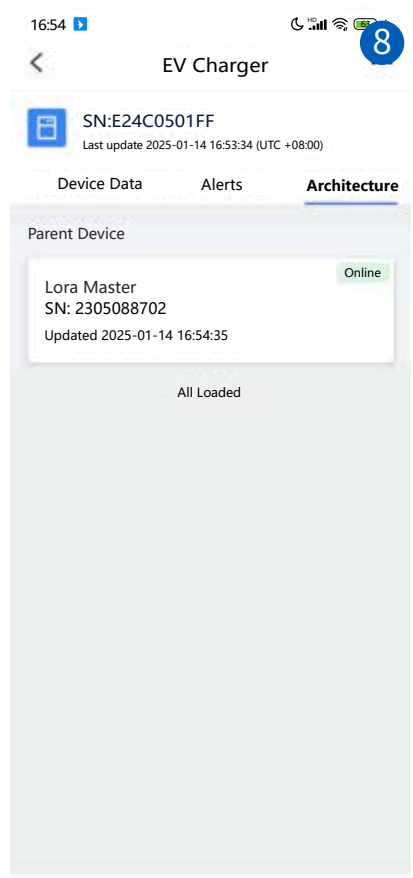 16:54
HD
63
8
EV Charger
SN:E24C0501FF
Last update 2025-01-14 16:53:34 (UTC +08:00)
Device Data Alerts Architecture
Parent Device
Online
Lora Master
SN: 2305088702
Updated 2025-01-14 16:54:35
All Loaded